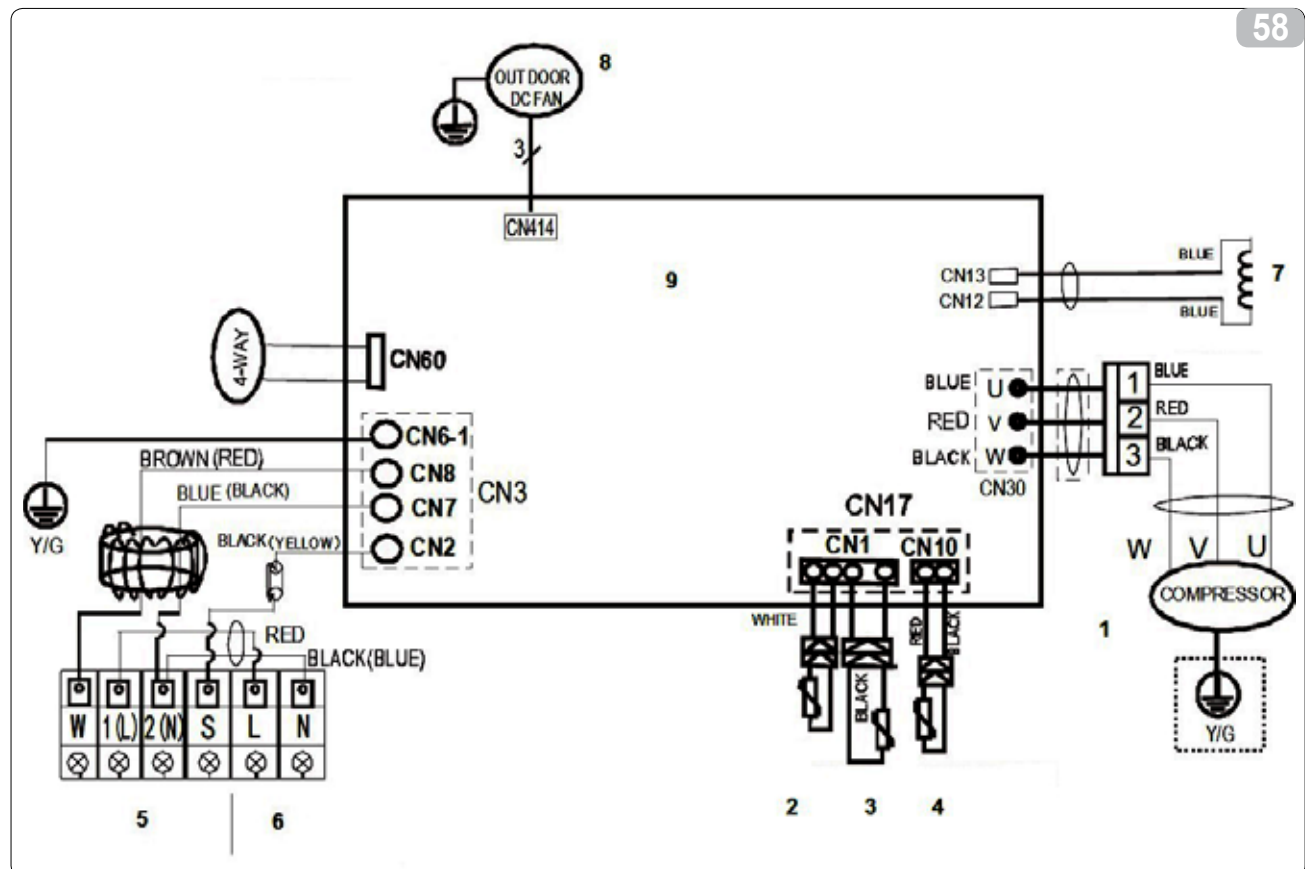 58
8
OUTDOOR
DC FAN
3
CN414
9
BLUE
7
CN13
CN12
BLUE
4-WAY
CN60
BLUE U
1
BLUE
RED V
2
RED
BLACK W
3
BLACK
CN30
CN6-1
BROWN (RED)
CN8
BLUE (BLACK)
CN7
CN3
BLACK (YELLOW)
CN2
Y/G
CN17
CN1 CN10
W V U
COMPRESSOR
1
WHITE
RED
BLACK
BLACK
RED
BLACK(BLUE)
W 1(L) 2(N) S L N
Y/G
2 3 4
5 6